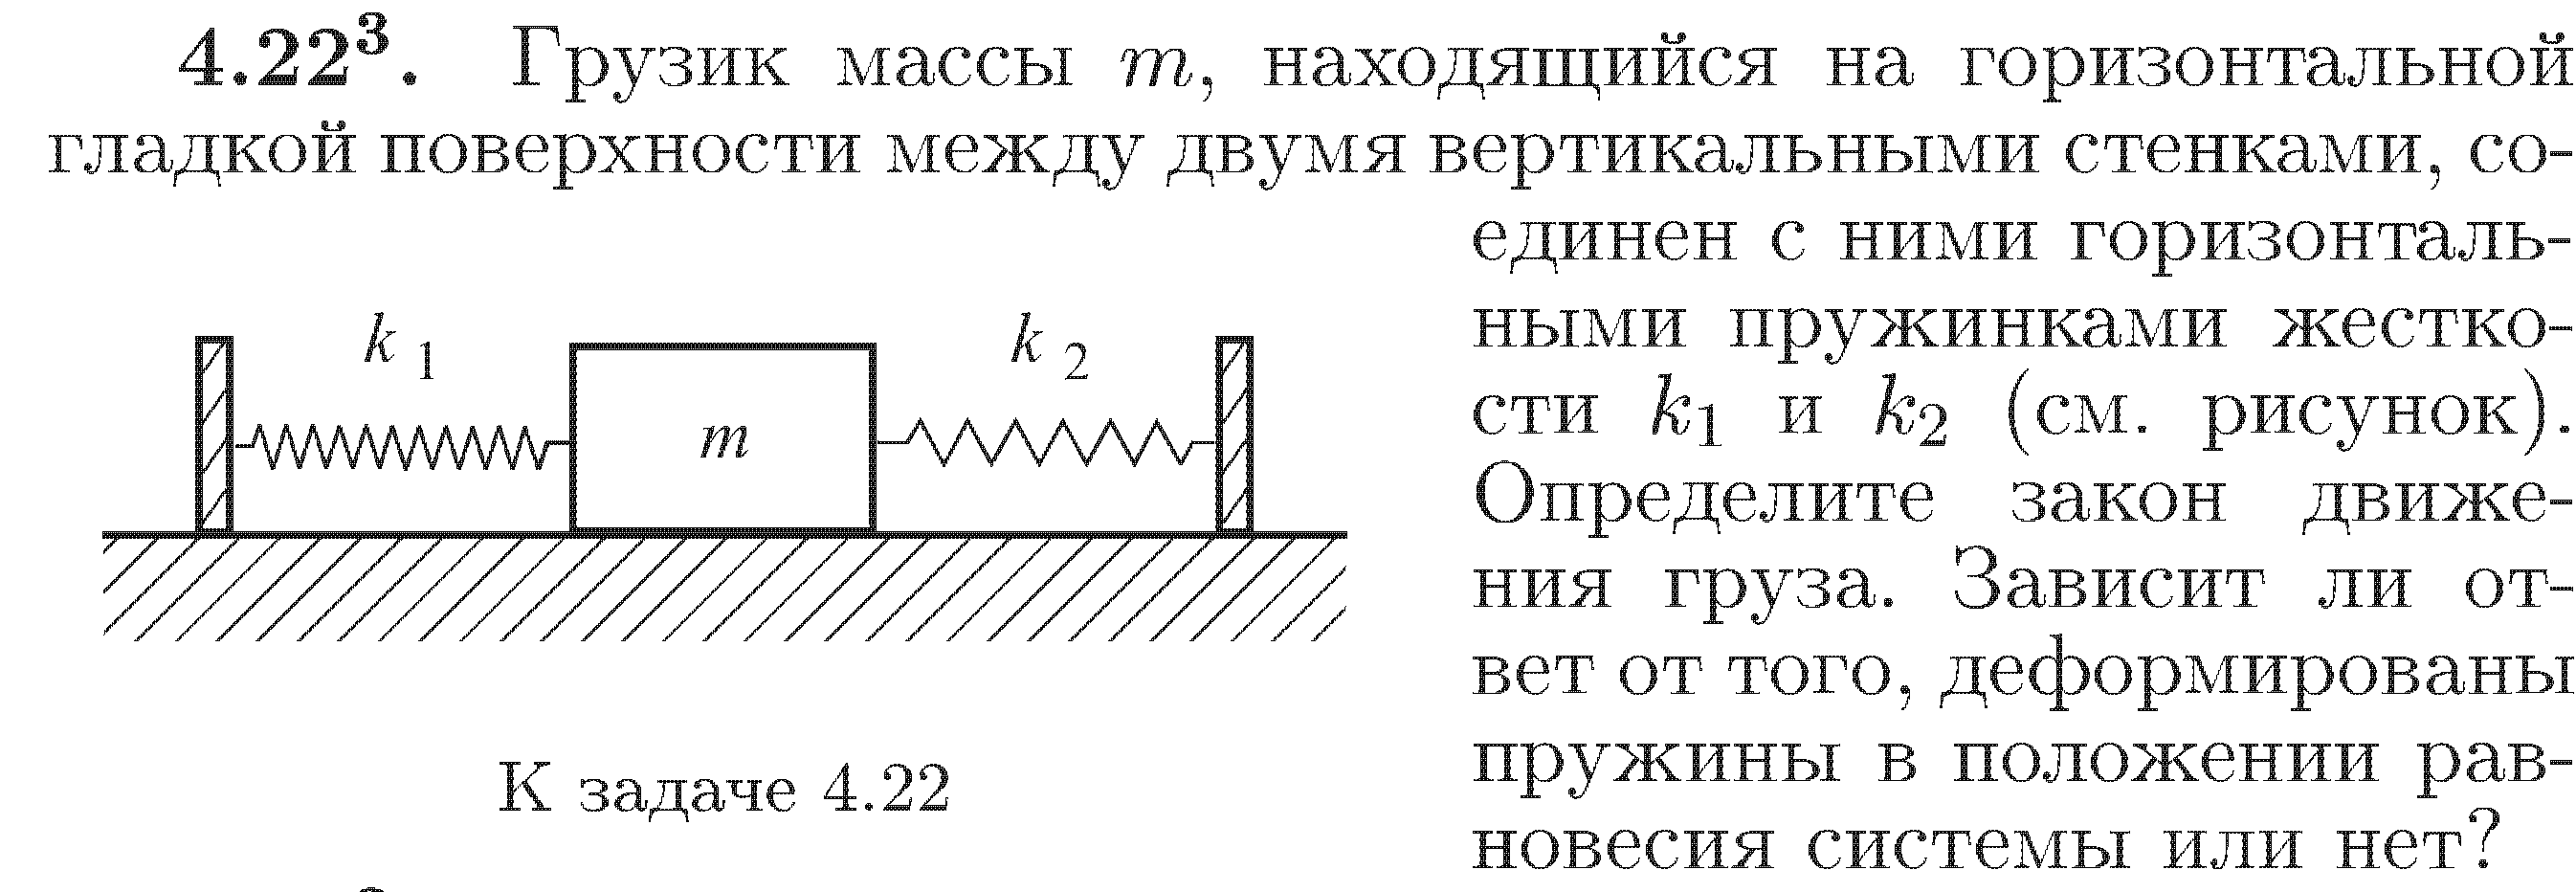 4.22³. Грузик массы m, находящийся на горизонтальной
гладкой поверхности между двумя вертикальными стенками, со-
единен с ними горизонталь-
ными пружинками жестко-
сти k₁ и k₂ (см. рисунок).
Определите закон движе-
ния груза. Зависит ли от-
вет от того, деформированы
пружины в положении рав-
новесия системы или нет?
k 1
k 2
m
К задаче 4.22